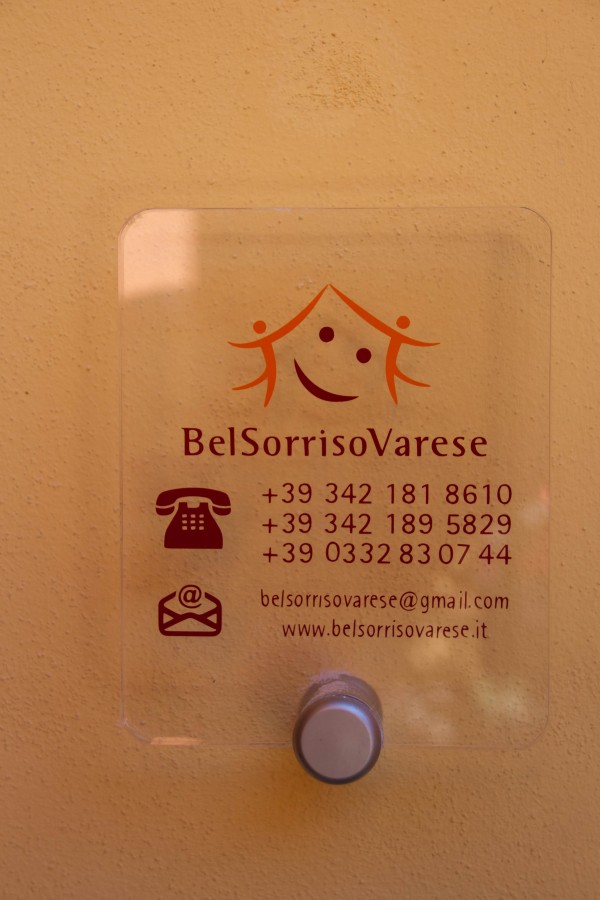 BelSorrisoVarese
+39 342 181 8610
+39 342 189 5829
+39 0332 83 07 44
@
belsorrisovarese@gmail.com
www.belsorrisovarese.it